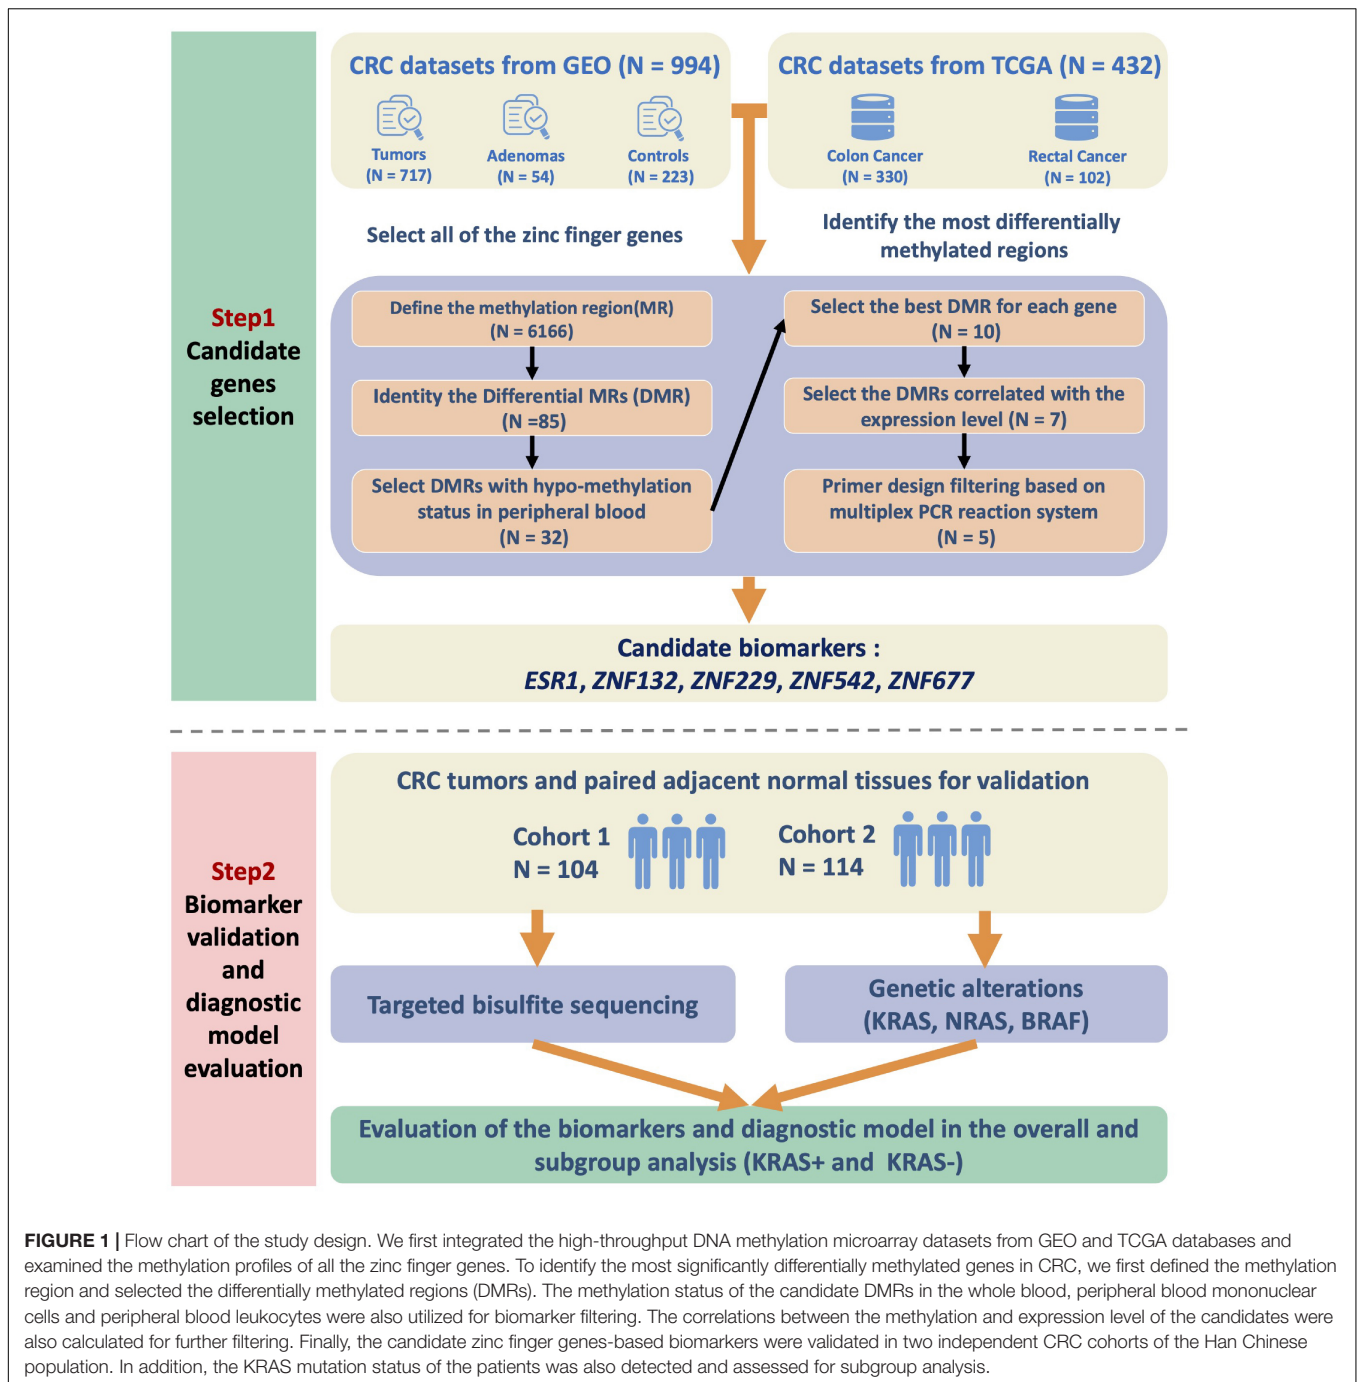 CRC datasets from GEO (N = 994)
Tumors
(N = 717)
Adenomas
(N = 54)
Controls
(N = 223)
CRC datasets from TCGA (N = 432)
Colon Cancer
(N = 330)
Rectal Cancer
(N = 102)
Select all of the zinc finger genes
Identify the most differentially
methylated regions
Step1
Candidate
genes
selection
Define the methylation region(MR)
(N = 6166)
Identity the Differential MRs (DMR)
(N =85)
Select DMRs with hypo-methylation
status in peripheral blood
(N = 32)
Select the best DMR for each gene
(N = 10)
Select the DMRs correlated with the
expression level (N = 7)
Primer design filtering based on
multiplex PCR reaction system
(N = 5)
Candidate biomarkers :
ESR1, ZNF132, ZNF229, ZNF542, ZNF677
Step2
Biomarker
validation
and
diagnostic
model
evaluation
CRC tumors and paired adjacent normal tissues for validation
Cohort 1
N = 104
Cohort 2
N = 114
Targeted bisulfite sequencing
Genetic alterations
(KRAS, NRAS, BRAF)
Evaluation of the biomarkers and diagnostic model in the overall and
subgroup analysis (KRAS+ and KRAS-)
FIGURE 1 | Flow chart of the study design. We first integrated the high-throughput DNA methylation microarray datasets from GEO and TCGA databases and
examined the methylation profiles of all the zinc finger genes. To identify the most significantly differentially methylated genes in CRC, we first defined the methylation
region and selected the differentially methylated regions (DMRs). The methylation status of the candidate DMRs in the whole blood, peripheral blood mononuclear
cells and peripheral blood leukocytes were also utilized for biomarker filtering. The correlations between the methylation and expression level of the candidates were
also calculated for further filtering. Finally, the candidate zinc finger genes-based biomarkers were validated in two independent CRC cohorts of the Han Chinese
population. In addition, the KRAS mutation status of the patients was also detected and assessed for subgroup analysis.